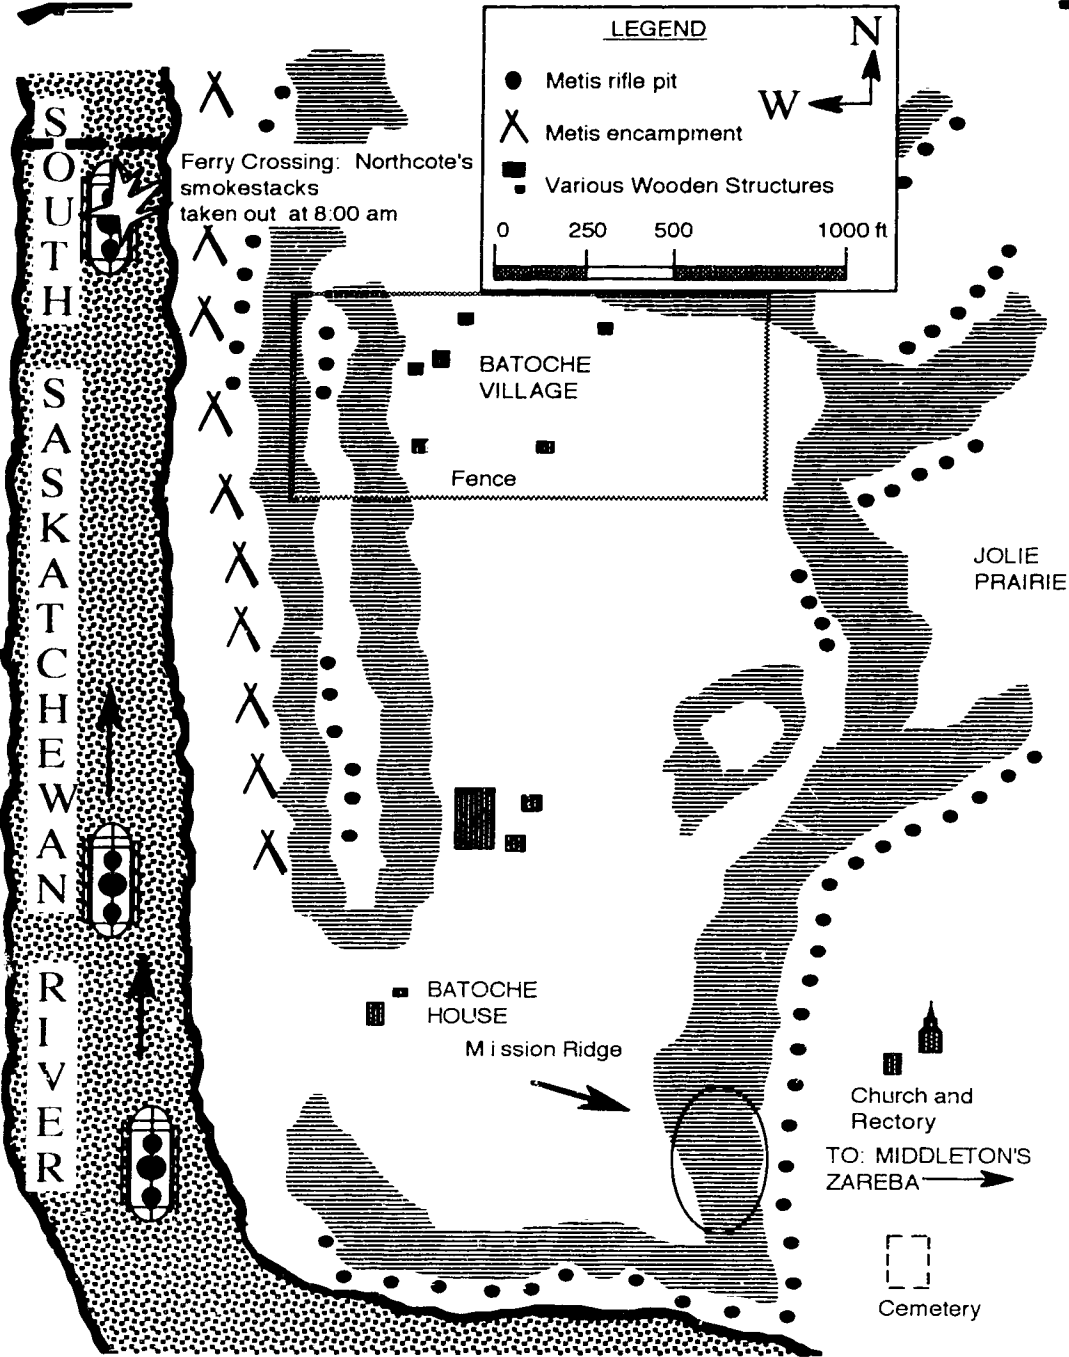 LEGEND
N
W
Metis rifle pit
Metis encampment
Various Wooden Structures
0 250 500 1000 ft
SOUTH SASKATCHEWAN RIVER
Ferry Crossing: Northcote's
smokestacks
taken out at 8:00 am
BATOCHE
VILLAGE
Fence
JOLIE
PRAIRIE
BATOCHE
HOUSE
Mission Ridge
Church and
Rectory
TO: MIDDLETON'S
ZAREBA
Cemetery